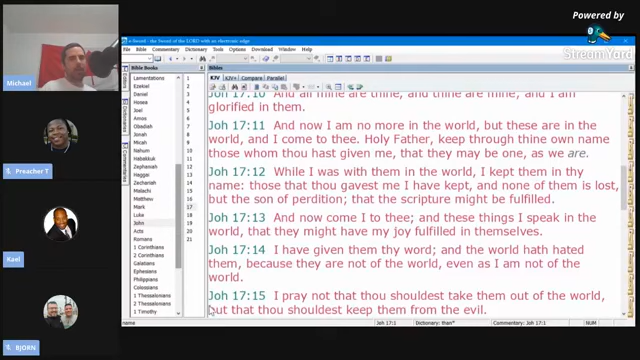 Powered by
StreamYard
Michael
Preacher T
Kael
BJORN
e-Sword - the Sword of the LORD with an electronic edge
File Edit Bible Commentary Dictionary Tools Options Download Window Help
Bible Books
Lamentations
Ezekiel
Daniel
Hosea
Joel
Amos
Obadiah
Jonah
Micah
Nahum
Habakkuk
Zephaniah
Haggai
Zechariah
Malachi
Matthew
Mark
Luke
John
Acts
Romans
1 Corinthians
2 Corinthians
Galatians
Ephesians
Philippians
Colossians
1 Thessalonians
2 Thessalonians
1 Timothy
1
2
3
4
5
6
7
8
9
10
11
12
13
14
15
16
17
18
19
20
21
Bibles
KJV KJV+ Compare Parallel
Joh 17:10 And all mine are thine, and thine are mine; and I am
glorified in them.
Joh 17:11 And now I am no more in the world, but these are in the
world, and I come to thee. Holy Father, keep through thine own name
those whom thou hast given me, that they may be one, as we are.
Joh 17:12 While I was with them in the world, I kept them in thy
name: those that thou gavest me I have kept, and none of them is lost,
but the son of perdition; that the scripture might be fulfilled.
Joh 17:13 And now come I to thee; and these things I speak in the
world, that they might have my joy fulfilled in themselves.
Joh 17:14 I have given them thy word; and the world hath hated
them, because they are not of the world, even as I am not of the
world.
Joh 17:15 I pray not that thou shouldest take them out of the world,
but that thou shouldest keep them from the evil.
name
Joh 17:1
Dictionary: "than"
Commentary: Joh 17:1